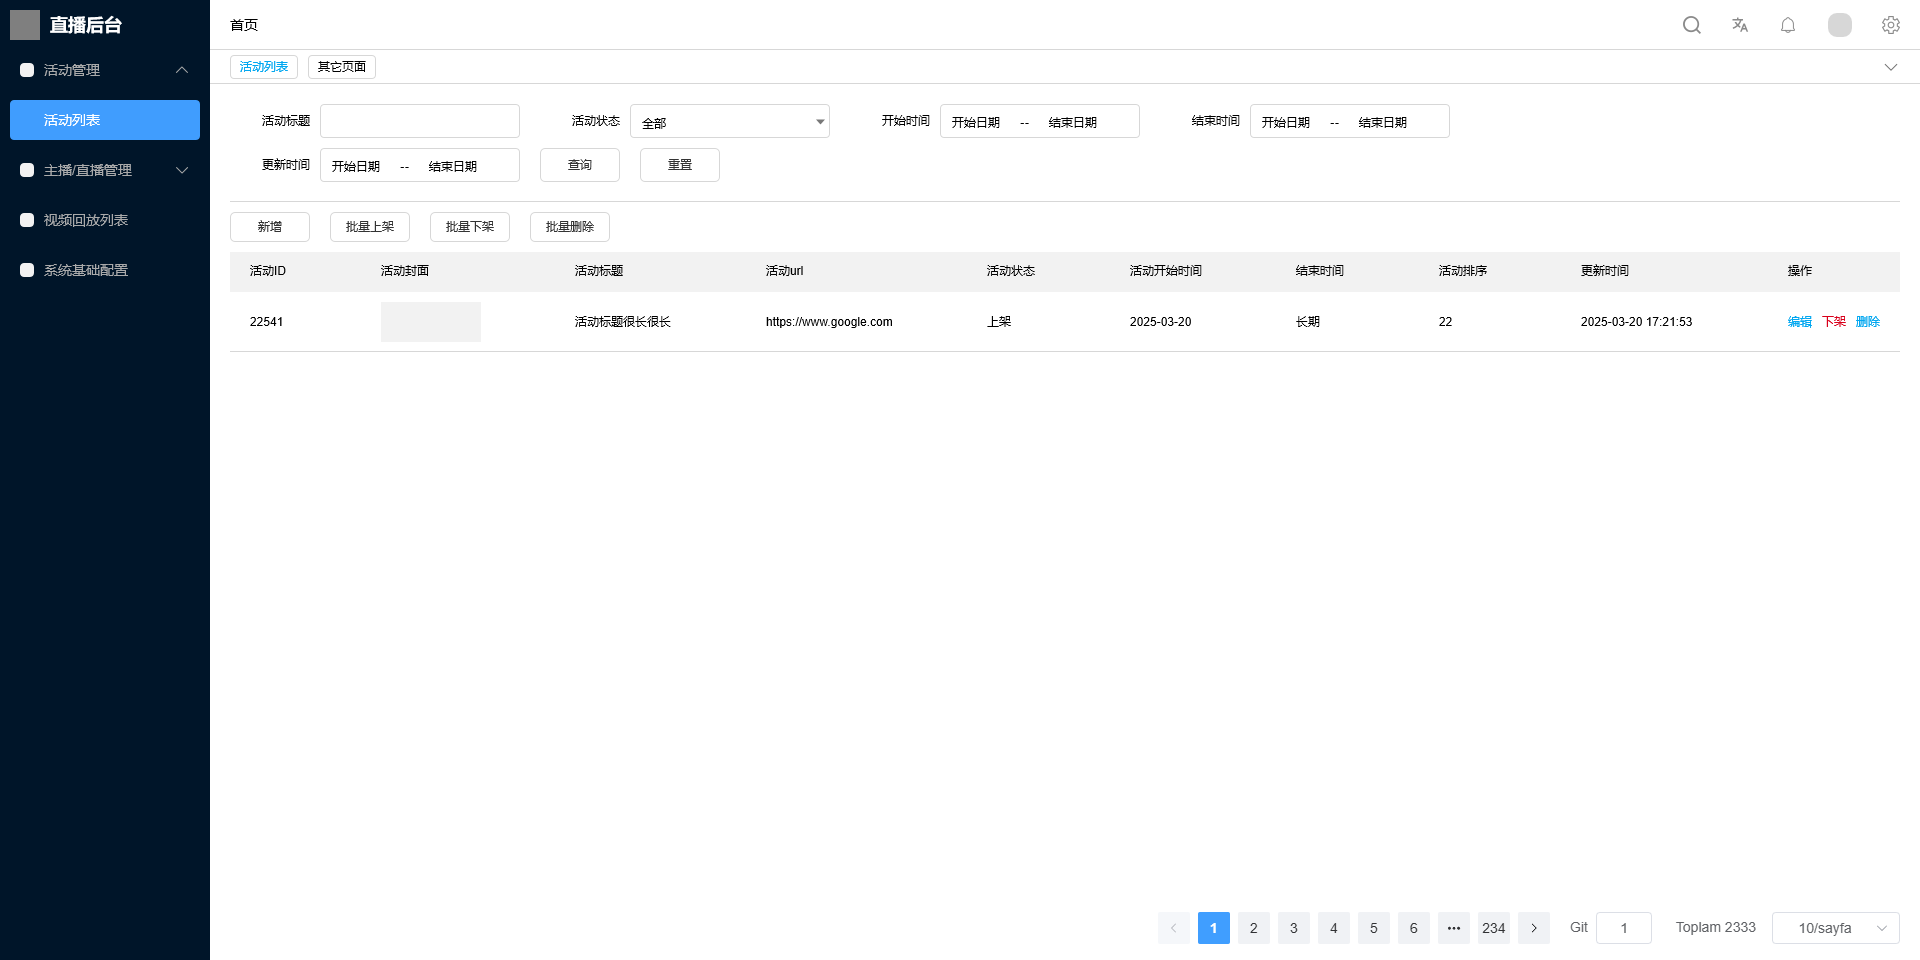 直播后台
首页
活动管理
活动列表
主播/直播管理
视频回放列表
系统基础配置
活动列表 其它页面
活动标题 活动状态 全部 开始时间 开始日期 -- 结束日期 结束时间 开始日期 -- 结束日期
更新时间 开始日期 -- 结束日期 查询 重置
新增 批量上架 批量下架 批量删除
活动ID 活动封面 活动标题 活动url 活动状态 活动开始时间 结束时间 活动排序 更新时间 操作
22541 活动标题很长很长 https://www.google.com 上架 2025-03-20 长期 22 2025-03-20 17:21:53 编辑 下架 删除
1 2 3 4 5 6 ••• 234 Git 1 Toplam 2333 10/sayfa